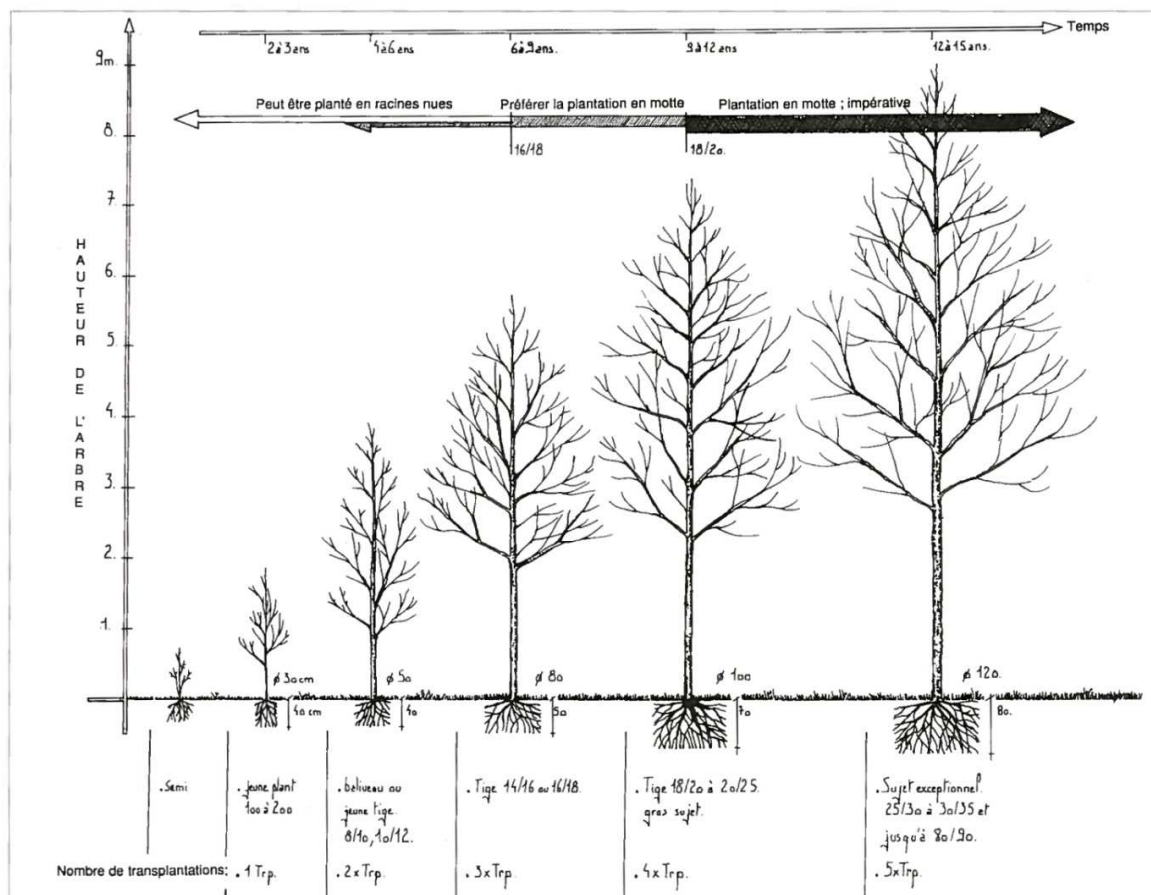 Temps
2 à 3 ans
4 à 6 ans
6 à 9 ans.
9 à 12 ans
12 à 15 ans.
9m.
Peut être planté en racines nues
Préférer la plantation en motte
Plantation en motte ; impérative
8.
16/18
18/20.
7.
HAUTEUR DE L'ARBRE
6.
5.
4.
3.
2.
1.
ø 30 cm
ø 50
ø 80
ø 100
ø 120.
40 cm
40
50
70
80.
. Semi
. jeune plant
100 à 200
. baliveau ou
jeune tige.
8/10, 10/12.
. Tige 14/16 ou 16/18.
. Tige 18/20 à 20/25.
gros sujet.
. Sujet exceptionnel.
25/30 à 30/35 et
jusqu'à 80/90.
Nombre de transplantations:
. 1 Trp.
. 2x Trp.
. 3x Trp.
. 4x Trp.
. 5x Trp.